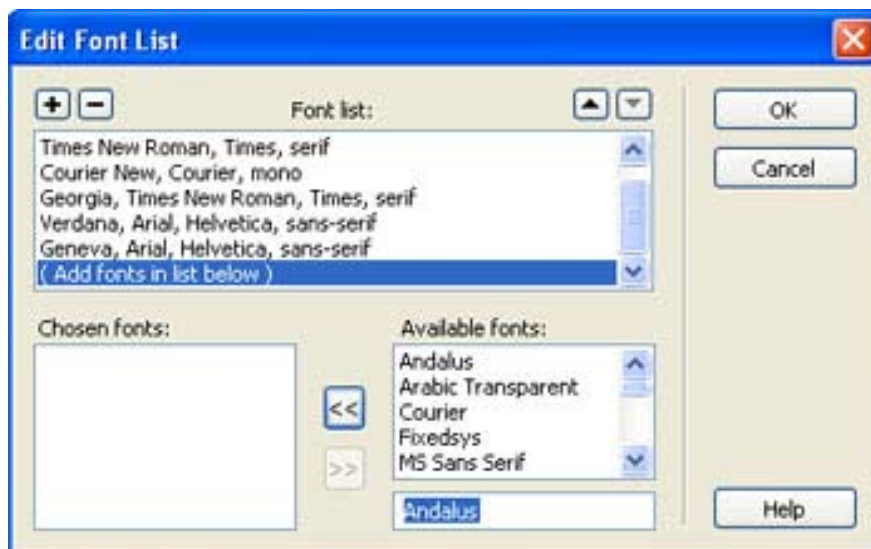 Edit Font List
Font list:
OK
Times New Roman, Times, serif
Courier New, Courier, mono
Cancel
Georgia, Times New Roman, Times, serif
Verdana, Arial, Helvetica, sans-serif
Geneva, Arial, Helvetica, sans-serif
( Add fonts in list below )
Chosen fonts:
Available fonts:
Andalus
Arabic Transparent
<<
Courier
Fixedsys
>>
MS Sans Serif
Andalus
Help